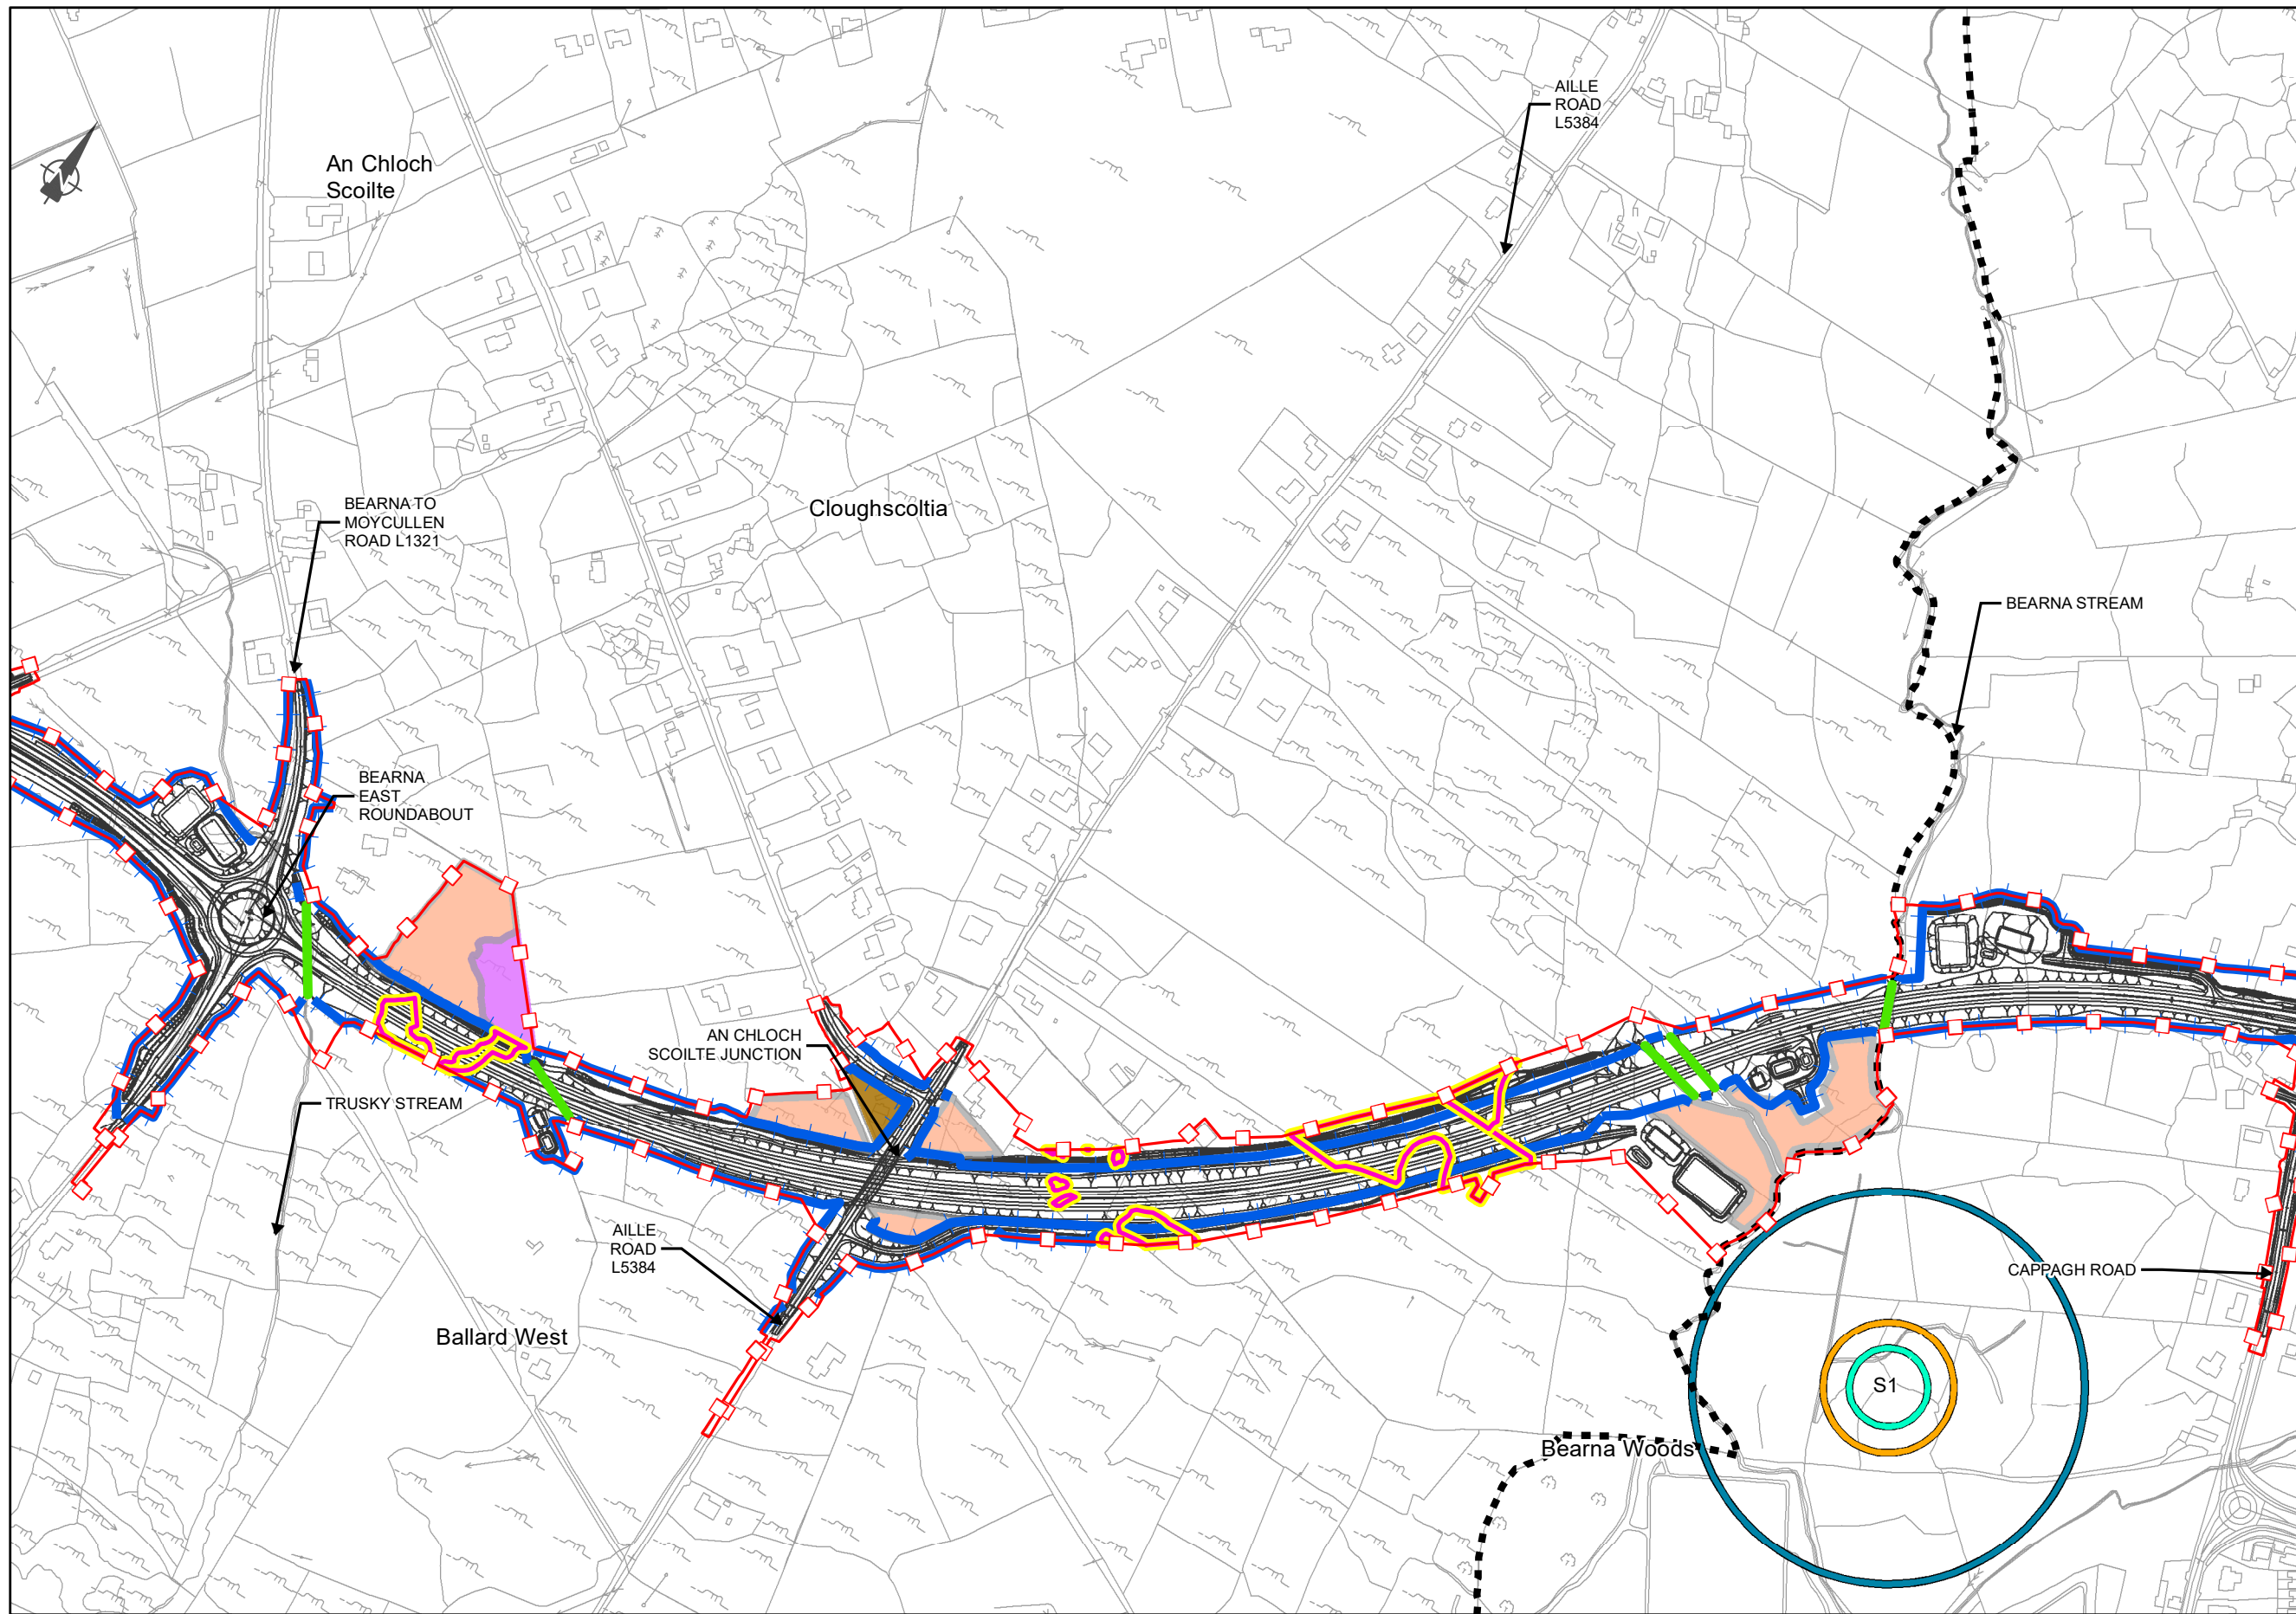 AILLE
ROAD
L5384
An Chloch
Scoilte
BEARNA TO
MOYCULLEN
ROAD L1321
Cloughscoltia
BEARNA STREAM
BEARNA
EAST
ROUNDABOUT
AN CHLOCH
SCOILTE JUNCTION
TRUSKY STREAM
AILLE
ROAD
L5384
CAPPAGH ROAD
Ballard West
S1
Bearna Woods